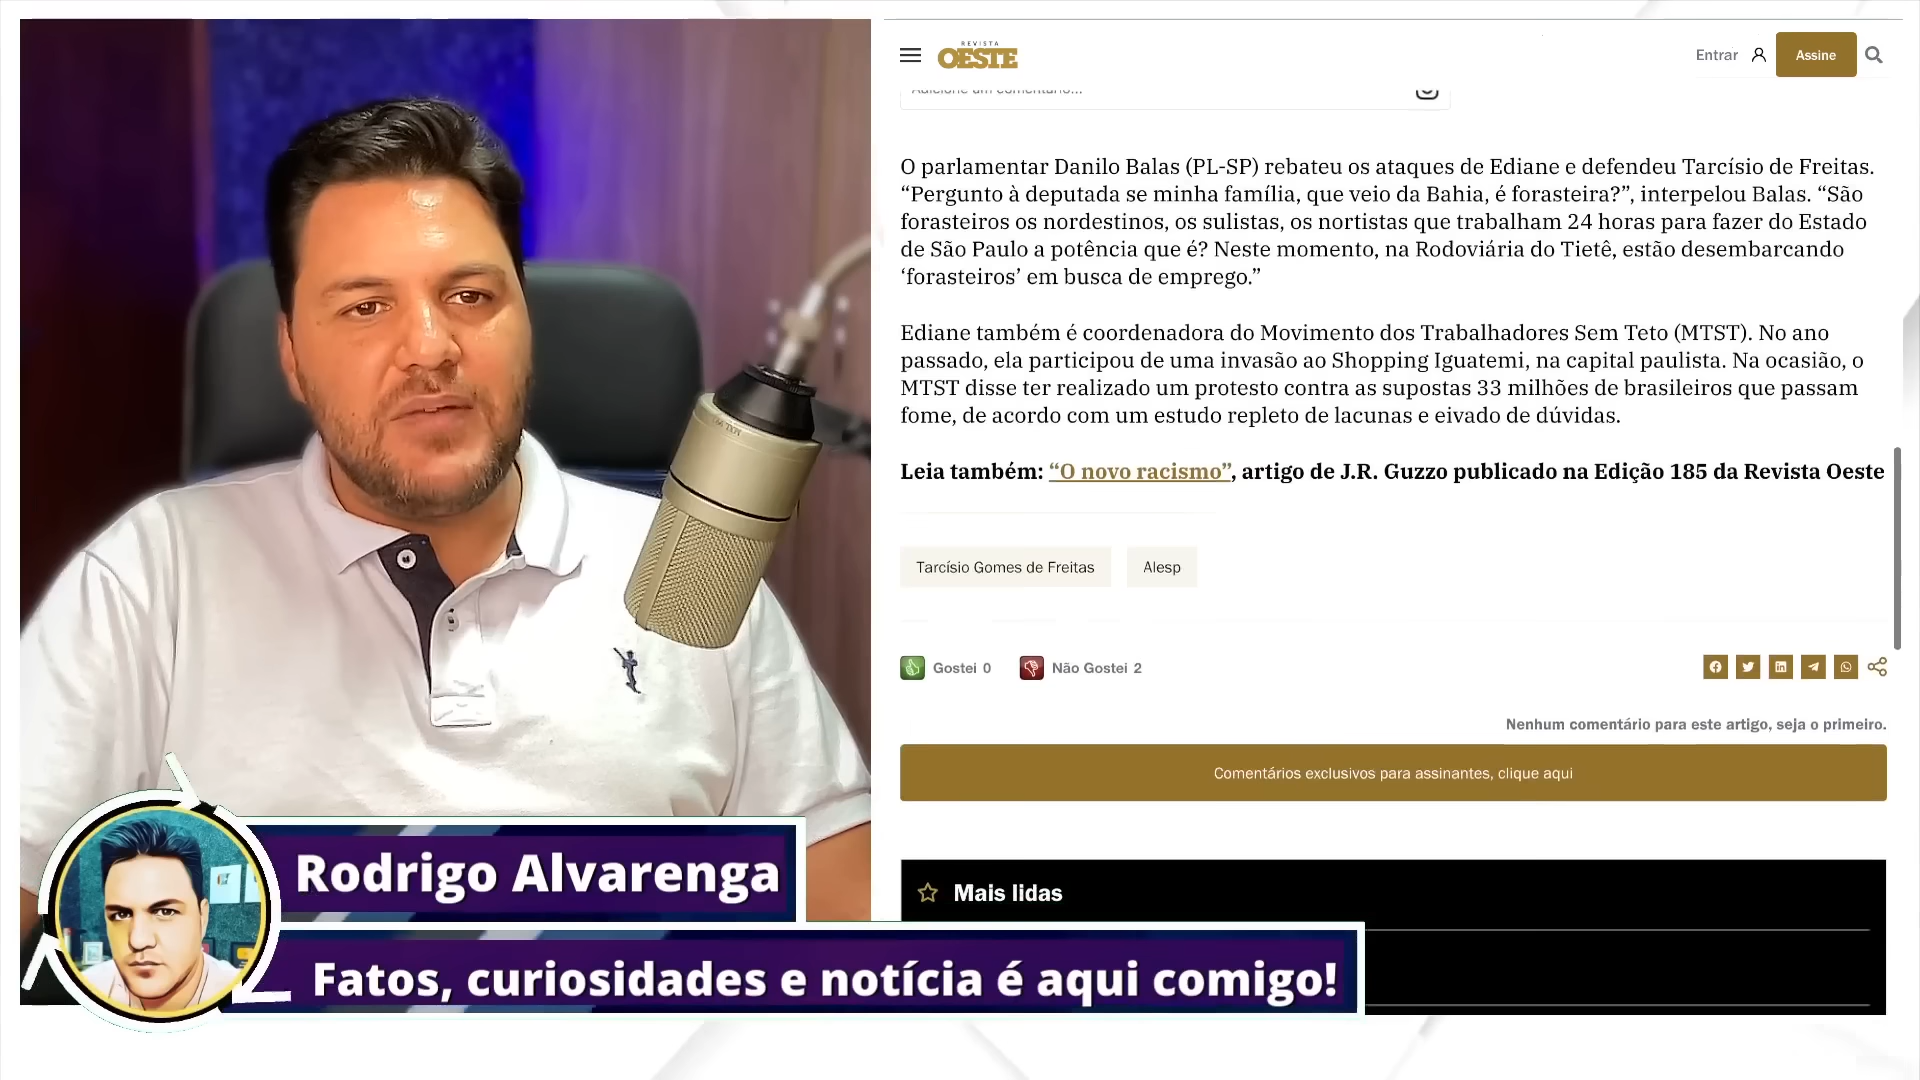 REVISTA
OESTE
Entrar
Assine
Adicione um comentário...
O parlamentar Danilo Balas (PL-SP) rebateu os ataques de Ediane e defendeu Tarcísio de Freitas.
“Pergunto à deputada se minha família, que veio da Bahia, é forasteira?”, interpelou Balas. “São
forasteiros os nordestinos, os sulistas, os nortistas que trabalham 24 horas para fazer do Estado
de São Paulo a potência que é? Neste momento, na Rodoviária do Tietê, estão desembarcando
‘forasteiros’ em busca de emprego.”
Ediane também é coordenadora do Movimento dos Trabalhadores Sem Teto (MTST). No ano
passado, ela participou de uma invasão ao Shopping Iguatemi, na capital paulista. Na ocasião, o
MTST disse ter realizado um protesto contra as supostas 33 milhões de brasileiros que passam
fome, de acordo com um estudo repleto de lacunas e eivado de dúvidas.
Leia também: “O novo racismo”, artigo de J.R. Guzzo publicado na Edição 185 da Revista Oeste
Tarcísio Gomes de Freitas
Alesp
Gostei 0
Não Gostei 2
Nenhum comentário para este artigo, seja o primeiro.
Comentários exclusivos para assinantes, clique aqui
Mais lidas
Rodrigo Alvarenga
Fatos, curiosidades e notícia é aqui comigo!